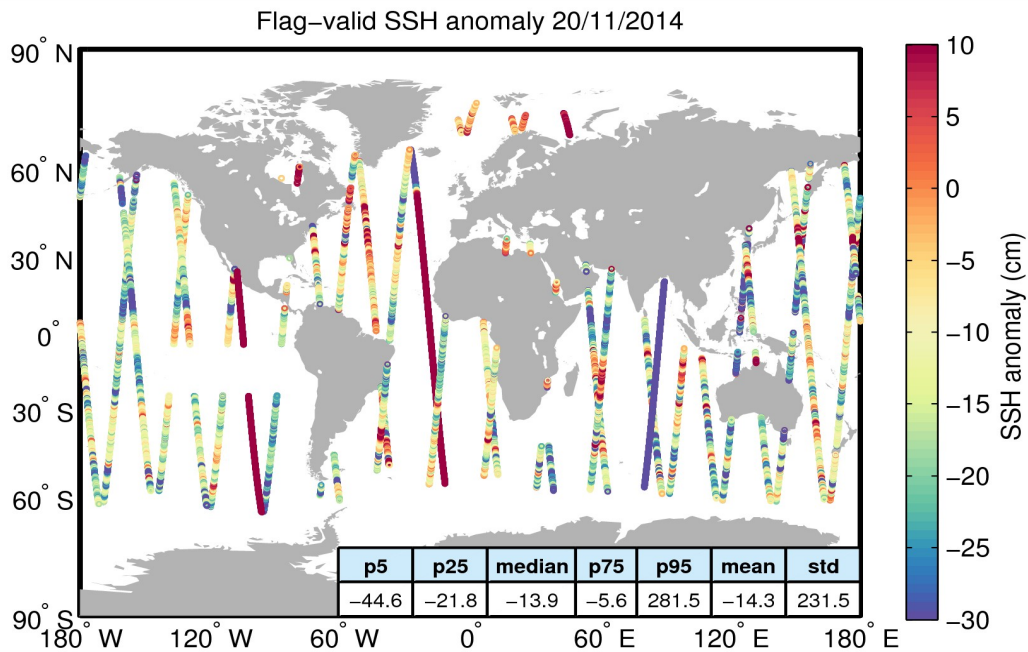 Flag−valid SSH anomaly 20/11/2014
90° N
60° N
30° N
0°
30° S
60° S
90° S
180° W
120° W
60° W
0°
60° E
120° E
180° E
p5 p25 median p75 p95 mean std
−44.6 −21.8 −13.9 −5.6 281.5 −14.3 231.5
10
5
0
−5
−10
−15
−20
−25
−30
SSH anomaly (cm)